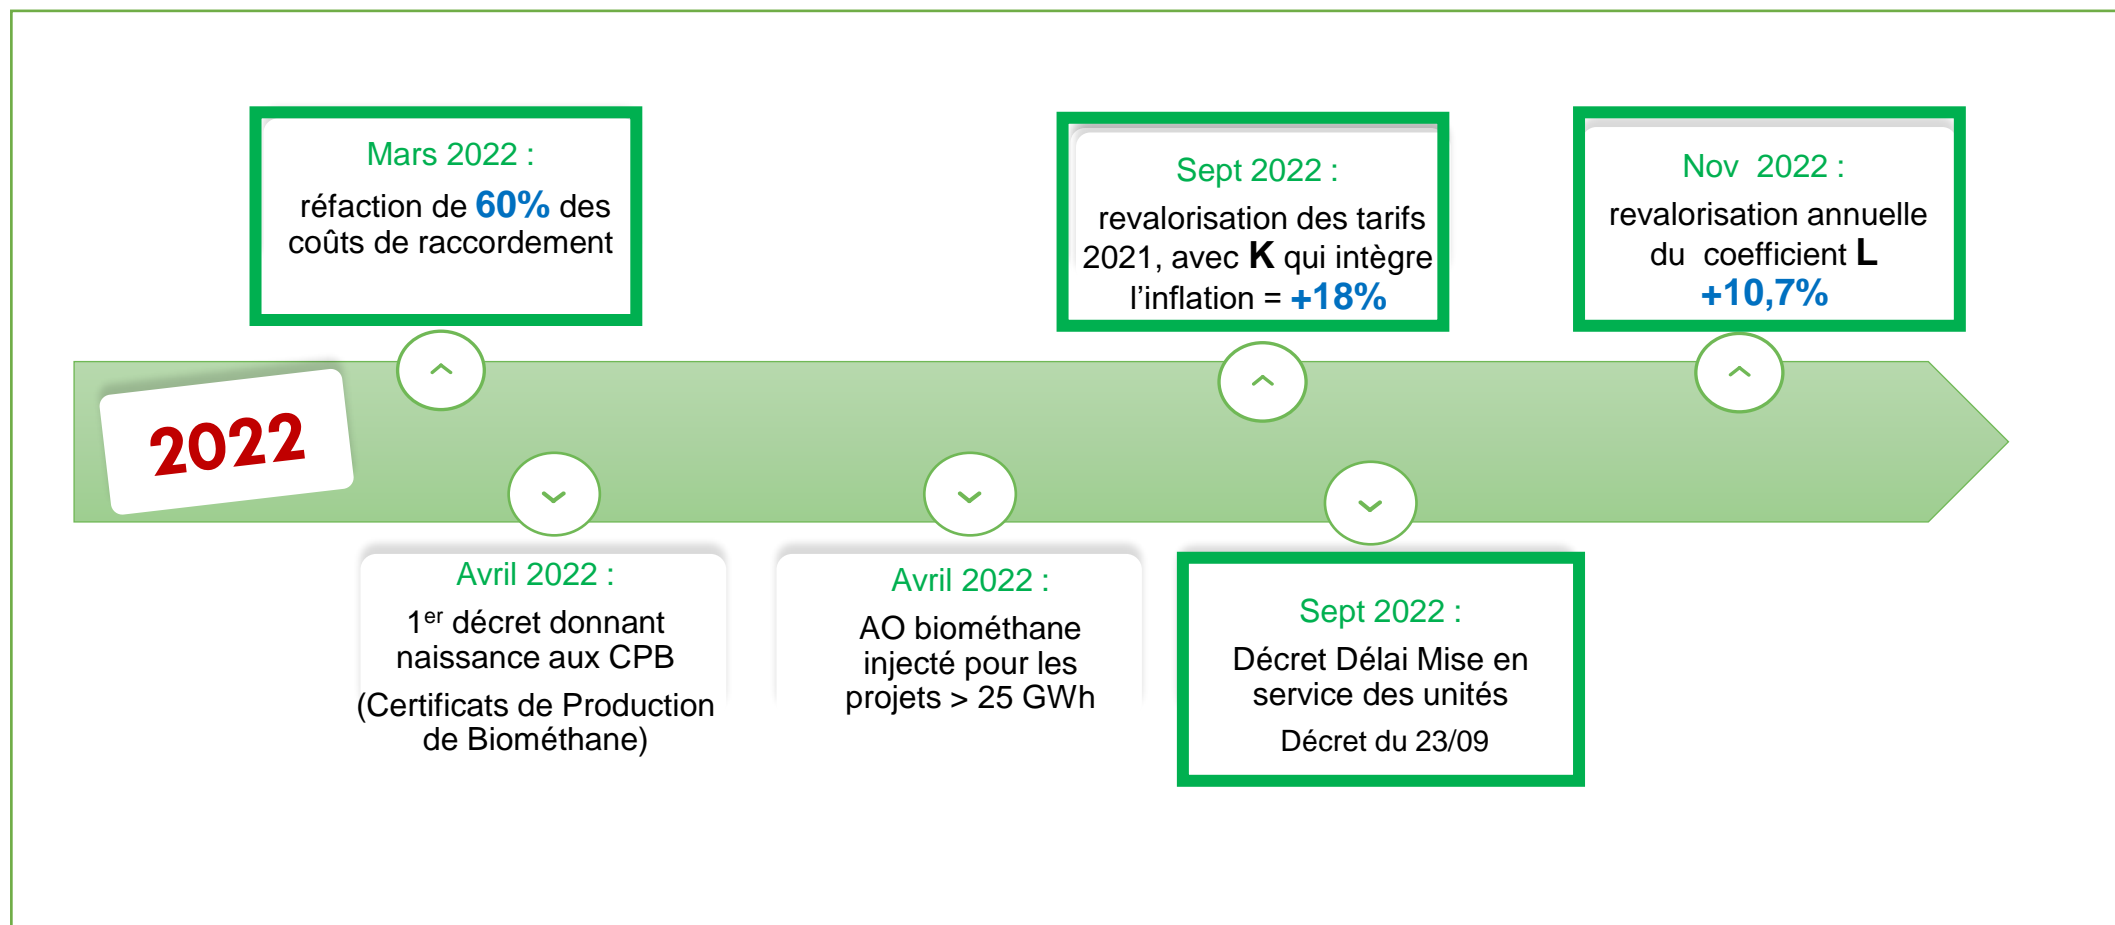 Mars 2022 :
réfaction de 60% des
coûts de raccordement
Sept 2022 :
revalorisation des tarifs
2021, avec K qui intègre
l’inflation = +18%
Nov 2022 :
revalorisation annuelle
du coefficient L
+10,7%
2022
Avril 2022 :
1er décret donnant
naissance aux CPB
(Certificats de Production
de Biométhane)
Avril 2022 :
AO biométhane
injecté pour les
projets > 25 GWh
Sept 2022 :
Décret Délai Mise en
service des unités
Décret du 23/09